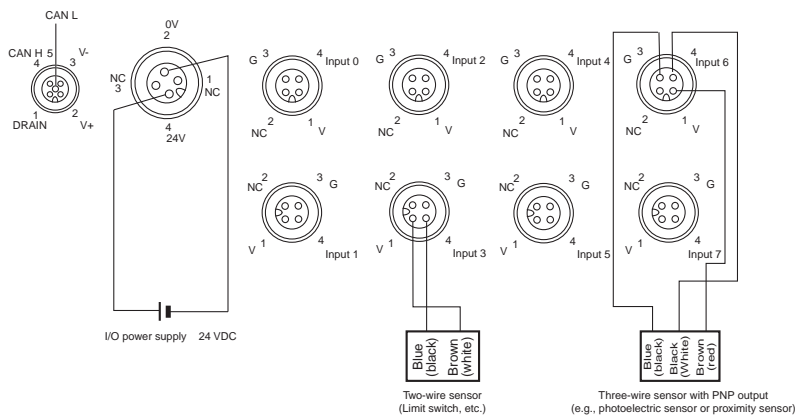 CAN L
CAN H 5 V-
4 3
1 2
DRAIN V+
0V
2
NC 1
3 NC
4
24V
G 3 4 Input 0
NC 2 1 V
G 3 4 Input 2
NC 2 1 V
G 3 4 Input 4
NC 2 1 V
G 3 4 Input 6
NC 2 1 V
NC 2 3 G
V 1 4 Input 1
NC 2 3 G
V 1 4 Input 3
NC 2 3 G
V 1 4 Input 5
NC 2 3 G
V 1 4 Input 7
I/O power supply 24 VDC
Blue
(black)
Brown
(white)
Two-wire sensor
(Limit switch, etc.)
Blue
(black)
Black
(White)
Brown
(red)
Three-wire sensor with PNP output
(e.g., photoelectric sensor or proximity sensor)